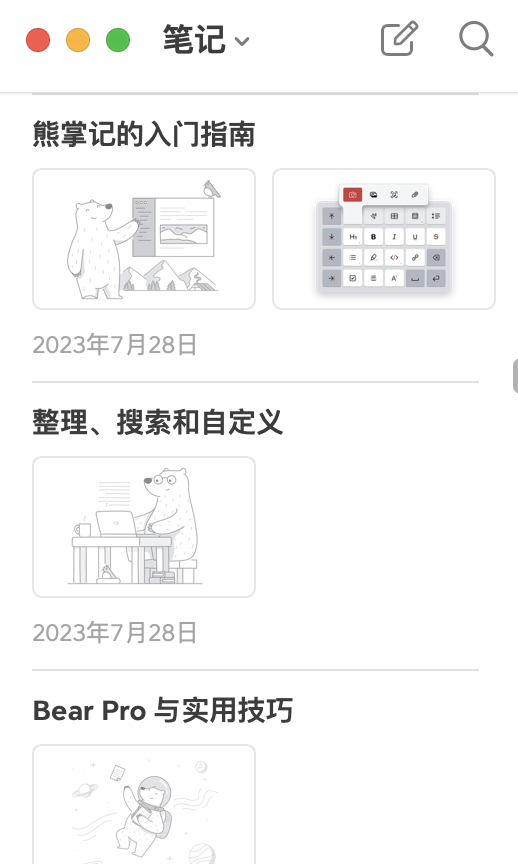 笔记
熊掌记的入门指南
H₁ B I U S
A
2023年7月28日
整理、搜索和自定义
2023年7月28日
Bear Pro 与实用技巧